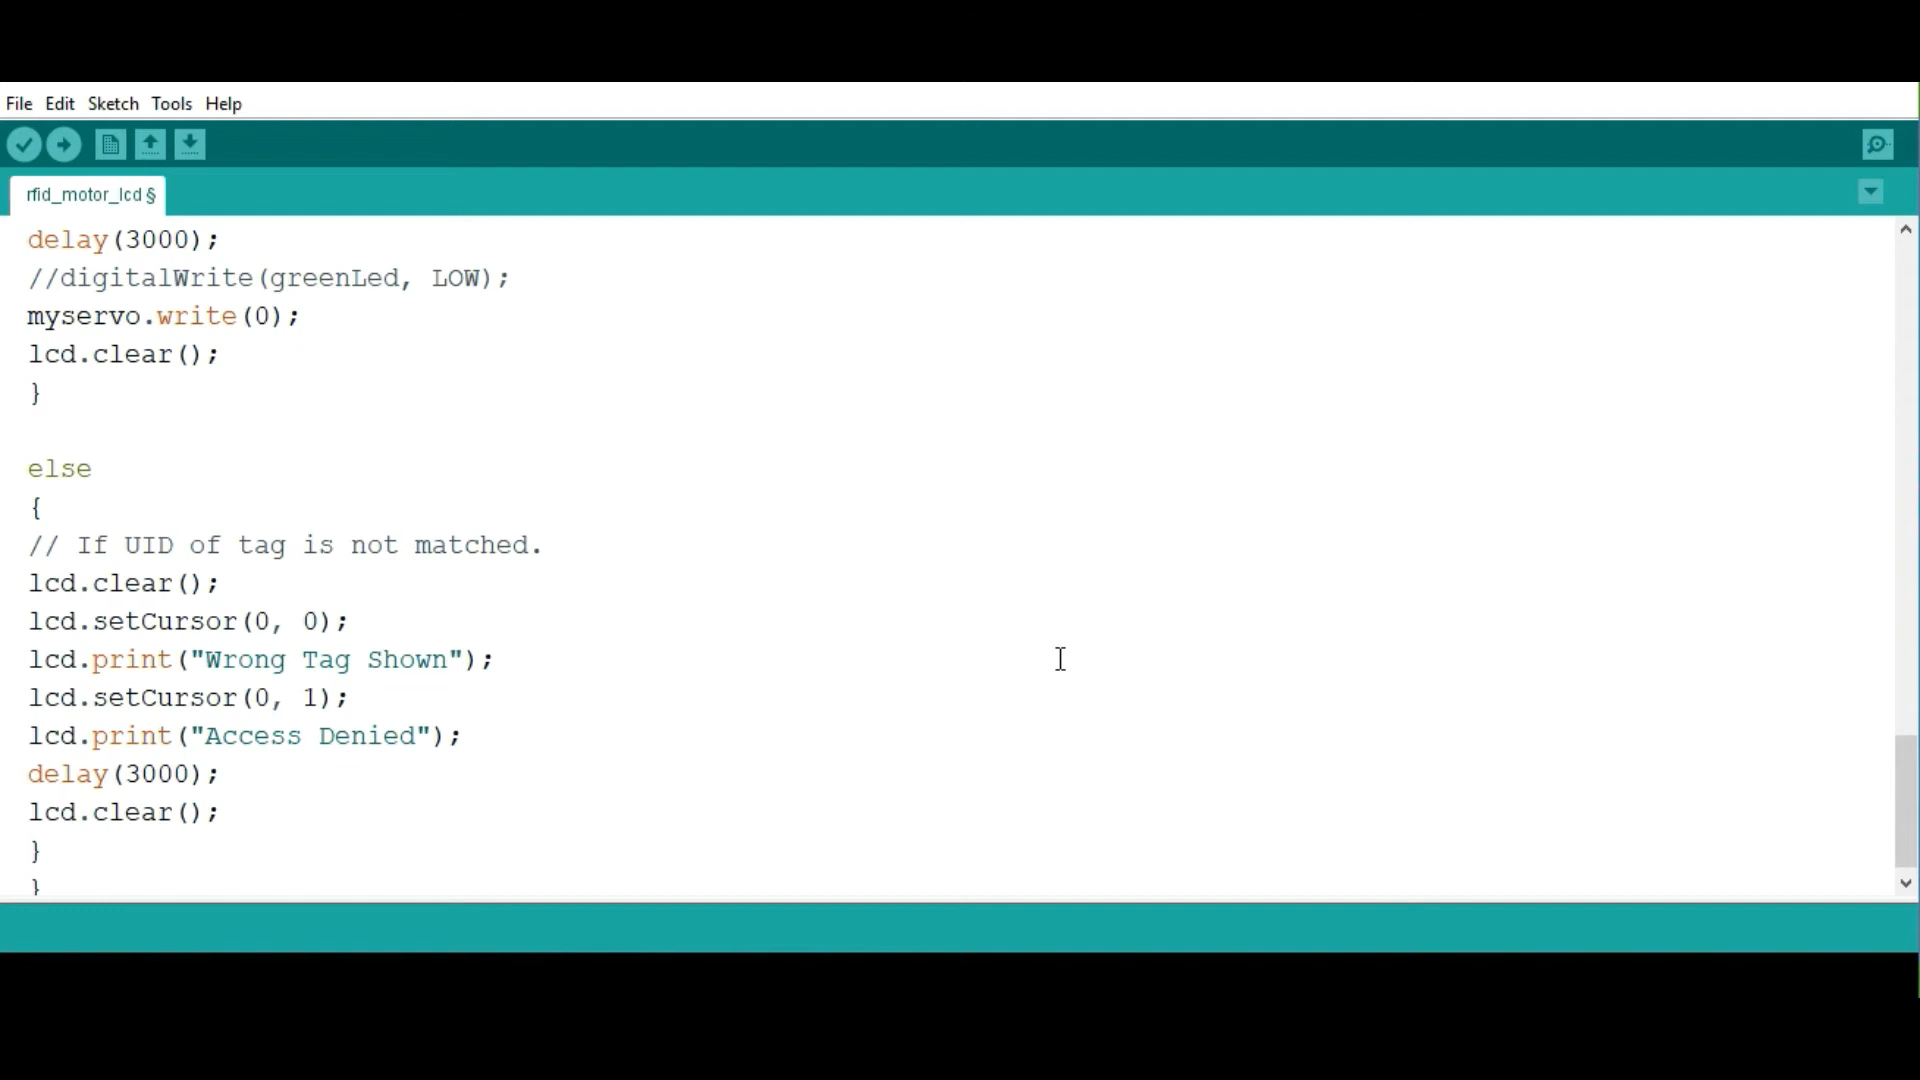 File Edit Sketch Tools Help
rfid_motor_lcd §
delay(3000);
//digitalWrite(greenLed, LOW);
myservo.write(0);
lcd.clear();
}
else
{
// If UID of tag is not matched.
lcd.clear();
lcd.setCursor(0, 0);
lcd.print("Wrong Tag Shown");
lcd.setCursor(0, 1);
lcd.print("Access Denied");
delay(3000);
lcd.clear();
}
}